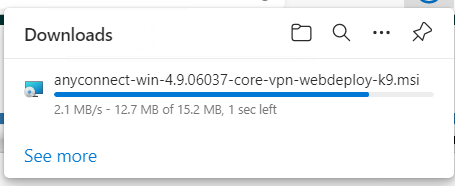 Downloads
anyconnect-win-4.9.06037-core-vpn-webdeploy-k9.msi
2.1 MB/s - 12.7 MB of 15.2 MB, 1 sec left
See more